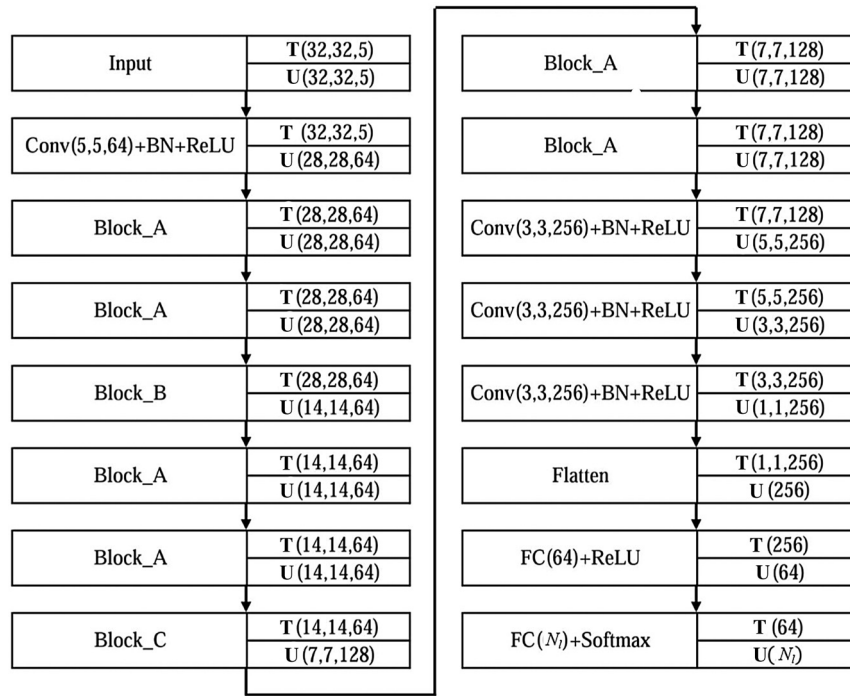 Input
T(32,32,5)
U(32,32,5)
Conv(5,5,64)+BN+ReLU
T (32,32,5)
U(28,28,64)
Block_A
T(28,28,64)
U(28,28,64)
Block_A
T(28,28,64)
U(28,28,64)
Block_B
T(28,28,64)
U(14,14,64)
Block_A
T(14,14,64)
U(14,14,64)
Block_A
T(14,14,64)
U(14,14,64)
Block_C
T(14,14,64)
U(7,7,128)
Block_A
T(7,7,128)
U(7,7,128)
Block_A
T(7,7,128)
U(7,7,128)
Conv(3,3,256)+BN+ReLU
T(7,7,128)
U(5,5,256)
Conv(3,3,256)+BN+ReLU
T(5,5,256)
U(3,3,256)
Conv(3,3,256)+BN+ReLU
T(3,3,256)
U(1,1,256)
Flatten
T(1,1,256)
U (256)
FC(64)+ReLU
T (256)
U(64)
FC(Nₗ)+Softmax
T (64)
U(Nₗ)